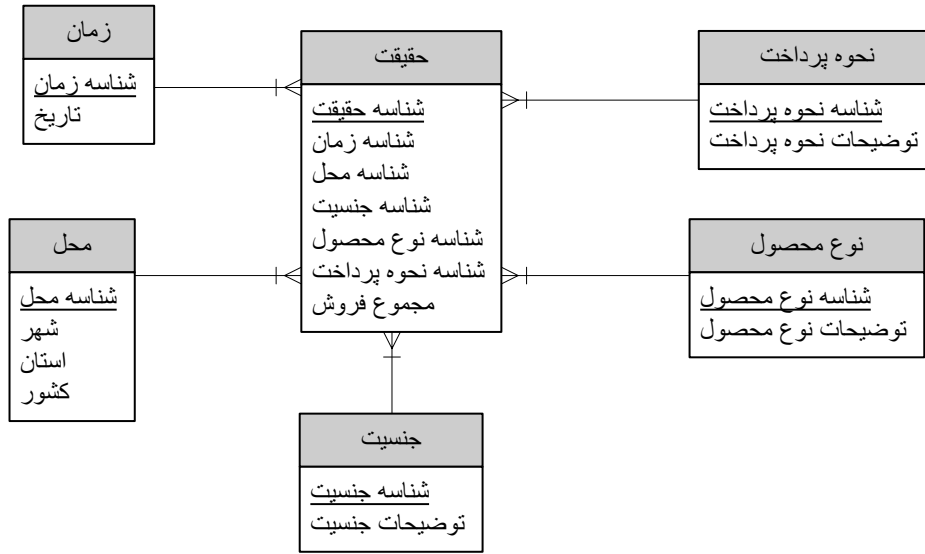 زمان
شناسه زمان
تاریخ
حقیقت
شناسه حقیقت
شناسه زمان
شناسه محل
شناسه جنسیت
شناسه نوع محصول
شناسه نحوه پرداخت
مجموع فروش
نحوه پرداخت
شناسه نحوه پرداخت
توضیحات نحوه پرداخت
محل
شناسه محل
شهر
استان
کشور
نوع محصول
شناسه نوع محصول
توضیحات نوع محصول
جنسیت
شناسه جنسیت
توضیحات جنسیت